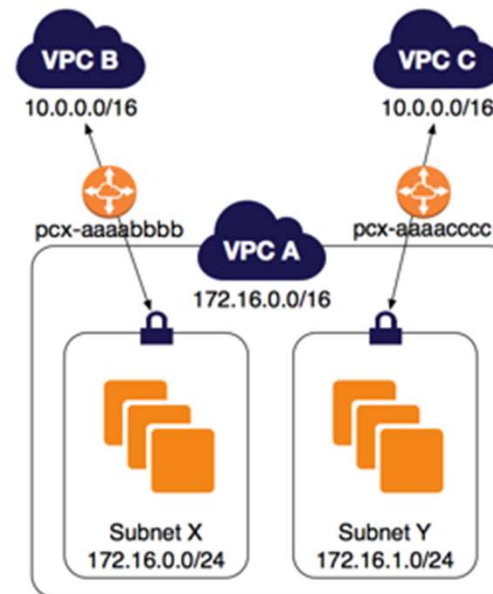 VPC B
VPC C
10.0.0.0/16
10.0.0.0/16
pcx-aaaabbbb
pcx-aaaacccc
VPC A
172.16.0.0/16
Subnet X
172.16.0.0/24
Subnet Y
172.16.1.0/24